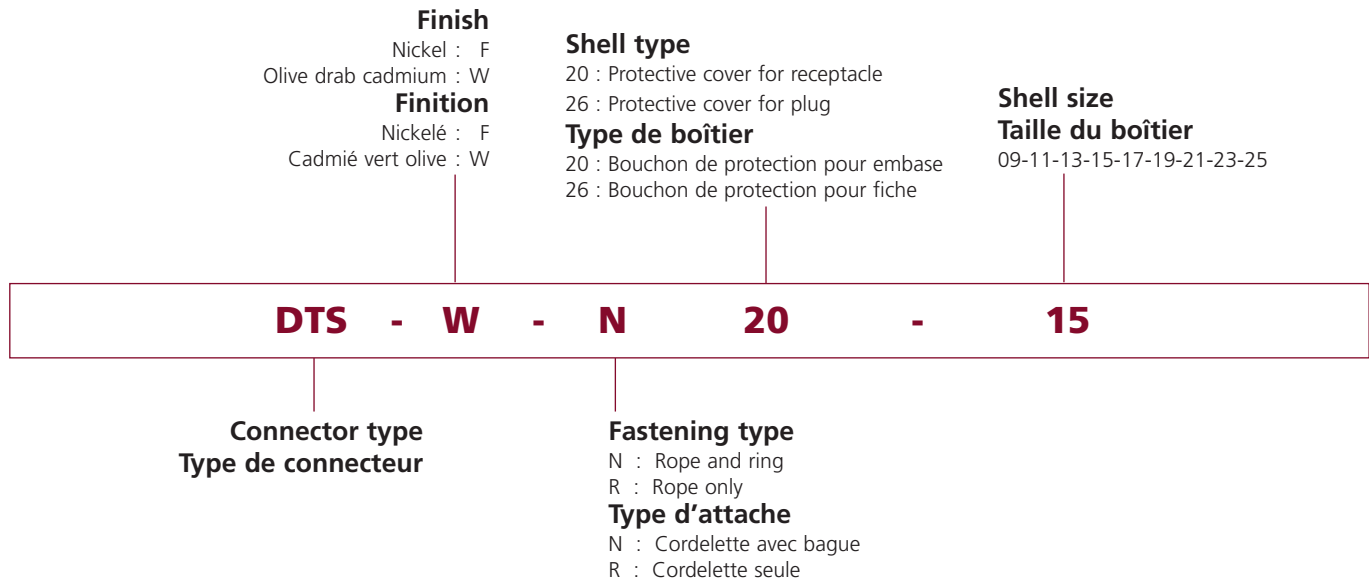 Finish
Nickel : F
Olive drab cadmium : W
Finition
Nickelé : F
Cadmié vert olive : W
Shell type
20 : Protective cover for receptacle
26 : Protective cover for plug
Type de boîtier
20 : Bouchon de protection pour embase
26 : Bouchon de protection pour fiche
Shell size
Taille du boîtier
09-11-13-15-17-19-21-23-25
DTS - W - N 20 - 15
Connector type
Type de connecteur
Fastening type
N : Rope and ring
R : Rope only
Type d’attache
N : Cordelette avec bague
R : Cordelette seule